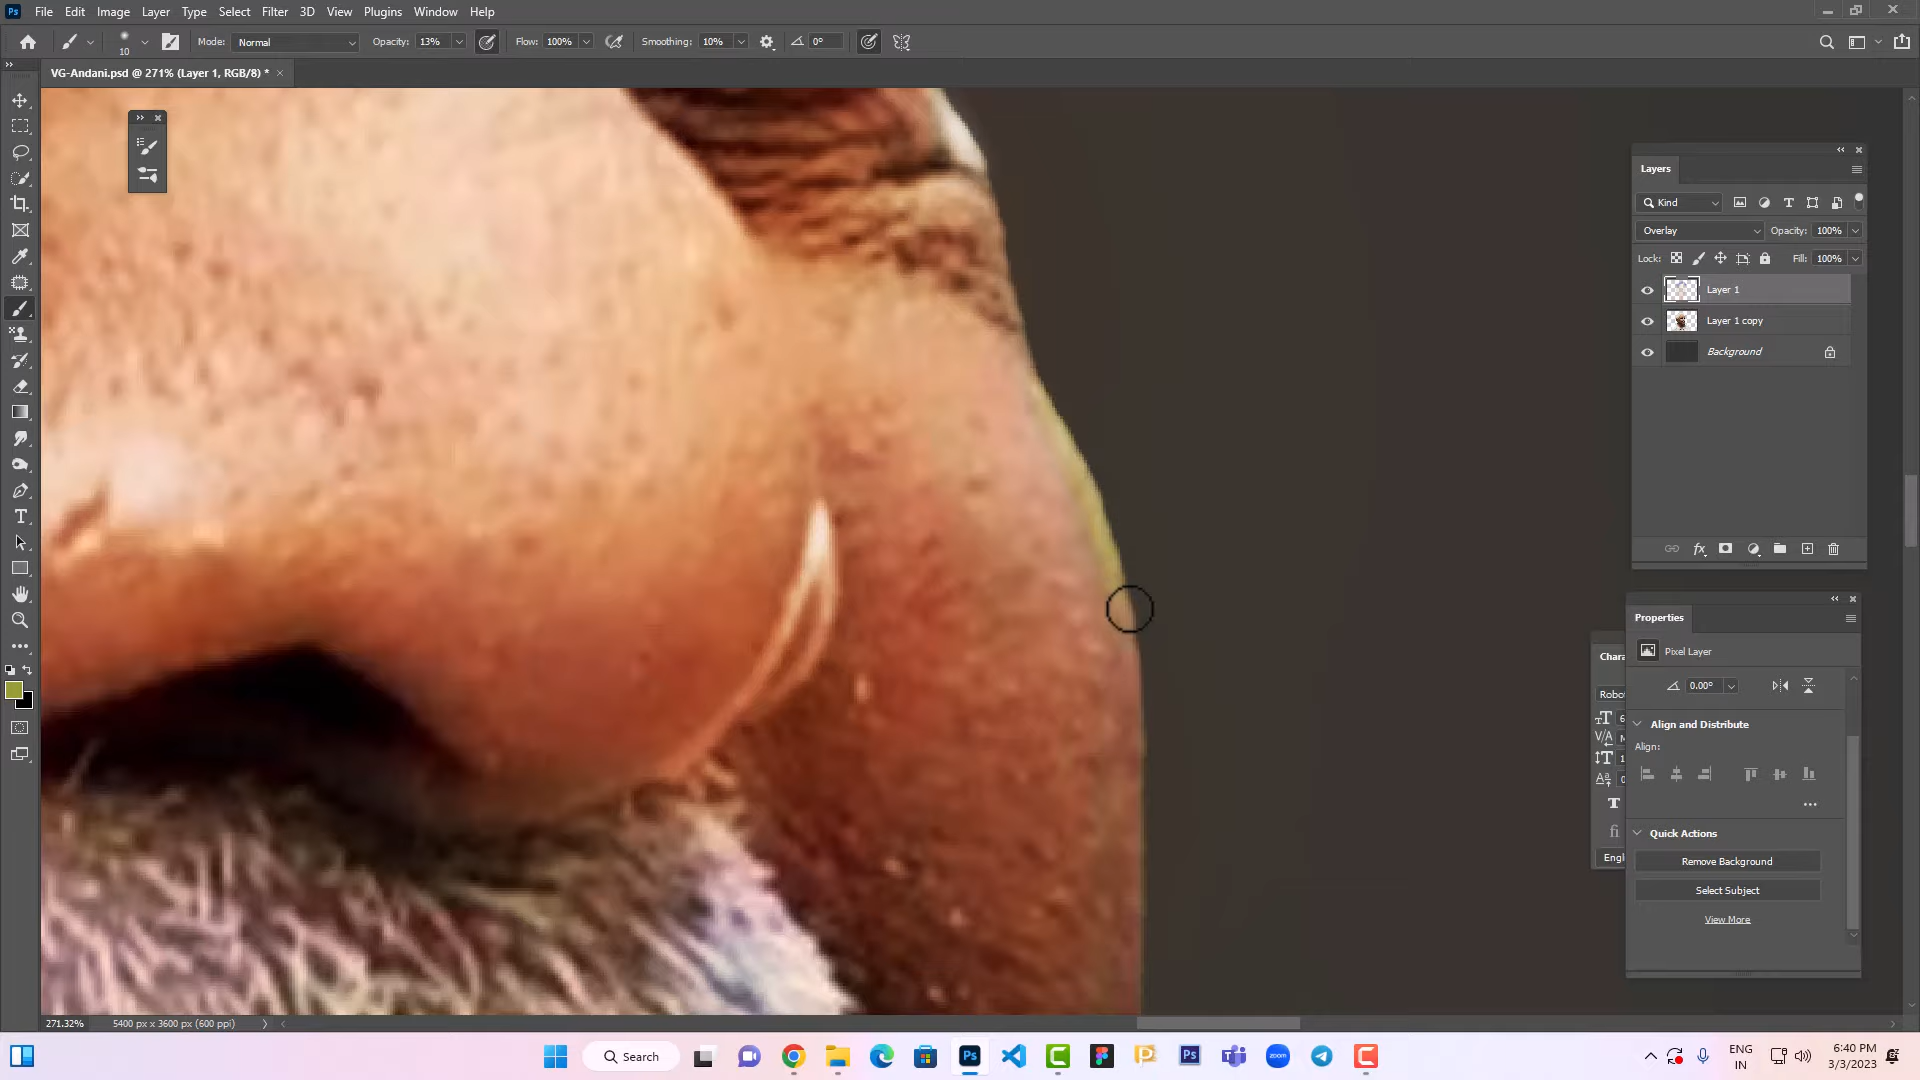 File Edit Image Layer Type Select Filter 3D View Plugins Window Help
10 Mode: Normal Opacity: 13% Flow: 100% Smoothing: 10% 0°
VG-Andani.psd @ 271% (Layer 1, RGB/8) *
Layers
Kind
Overlay Opacity: 100%
Lock: Fill: 100%
Layer 1
Layer 1 copy
Background
Properties
Pixel Layer
0.00°
Align and Distribute
Align:
Quick Actions
Remove Background
Select Subject
View More
Chara
Robot
Engl
271.32% 5400 px x 3600 px (600 ppi)
Search
ENG
IN
6:40 PM
3/3/2023